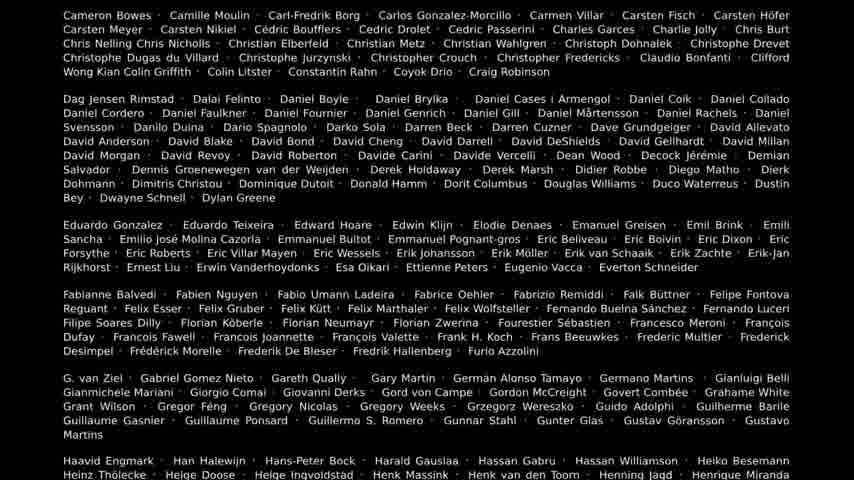 Cameron Bowes · Camille Moulin · Carl-Fredrik Borg · Carlos Gonzalez-Morcillo · Carmen Villar · Carsten Fisch · Carsten Höfer
Carsten Meyer · Carsten Nikiel · Cédric Boufflers · Cedric Drolet · Cedric Passerini · Charles Garces · Charlie Jolly · Chris Burt
Chris Nelling Chris Nicholls · Christian Elberfeld · Christian Metz · Christian Wahlgren · Christoph Dohnalek · Christophe Drevet
Christophe Dugas du Villard · Christophe Jurzynski · Christopher Crouch · Christopher Fredericks · Claudio Bonfanti · Clifford
Wong Kian Colin Griffith · Colin Litster · Constantin Rahn · Coyok Drio · Craig Robinson
Dag Jensen Rimstad · Dalai Felinto · Daniel Boyle · Daniel Brylka · Daniel Cases i Armengol · Daniel Coik · Daniel Collado
Daniel Cordero · Daniel Faulkner · Daniel Fournier · Daniel Genrich · Daniel Gill · Daniel Mårtensson · Daniel Rachels · Daniel
Svensson · Danilo Duina · Dario Spagnolo · Darko Sola · Darren Beck · Darren Cuzner · Dave Grundgeiger · David Allevato
David Anderson · David Blake · David Bond · David Cheng · David Darrell · David DeShields · David Gellhardt · David Millan
David Morgan · David Revoy · David Roberton · Davide Carini · Davide Vercelli · Dean Wood · Decock Jérémie · Demian
Salvador · Dennis Groenewegen van der Weijden · Derek Holdaway · Derek Marsh · Didier Robbe · Diego Matho · Dierk
Dohmann · Dimitris Christou · Dominique Dutoit · Donald Hamm · Dorit Columbus · Douglas Williams · Duco Waterreus · Dustin
Bey · Dwayne Schnell · Dylan Greene
Eduardo Gonzalez · Eduardo Teixeira · Edward Hoare · Edwin Klijn · Elodie Denaes · Emanuel Greisen · Emil Brink · Emili
Sancha · Emilio José Molina Cazorla · Emmanuel Bultot · Emmanuel Pognant-gros · Eric Beliveau · Eric Boivin · Eric Dixon · Eric
Forsythe · Eric Roberts · Eric Villar Mayen · Eric Wessels · Erik Johansson · Erik Möller · Erik van Schaaik · Erik Zachte · Erik-Jan
Rijkhorst · Ernest Liu · Erwin Vanderhoydonks · Esa Oikari · Ettienne Peters · Eugenio Vacca · Everton Schneider
Fabianne Balvedi · Fabien Nguyen · Fabio Umann Ladeira · Fabrice Oehler · Fabrizio Remiddi · Falk Büttner · Felipe Fontova
Reguant · Felix Esser · Felix Gruber · Felix Kütt · Felix Marthaler · Felix Wolfsteller · Fernando Buelna Sánchez · Fernando Luceri
Filipe Soares Dilly · Florian Köberle · Florian Neumayr · Florian Zwerina · Fourestier Sébastien · Francesco Meroni · François
Dufay · Francois Fawell · Francois Joannette · François Valette · Frank H. Koch · Frans Beeuwkes · Frederic Multier · Frederick
Desimpel · Frédérick Morelle · Frederik De Bleser · Fredrik Hallenberg · Furio Azzolini
G. van Ziel · Gabriel Gomez Nieto · Gareth Qually · Gary Martin · Germán Alonso Tamayo · Germano Martins · Gianluigi Belli
Gianmichele Mariani · Giorgio Comai · Giovanni Derks · Gord von Campe · Gordon McCreight · Govert Combée · Grahame White
Grant Wilson · Gregor Féng · Gregory Nicolas · Gregory Weeks · Grzegorz Wereszko · Guido Adolphi · Guilherme Barile
Guillaume Gasnier · Guillaume Ponsard · Guillermo S. Romero · Gunnar Stahl · Gunter Glas · Gustav Göransson · Gustavo
Martins
Haavid Engmark · Han Halewijn · Hans-Peter Bock · Harald Gauslaa · Hassan Gabru · Hassan Williamson · Heiko Besemann
Heinz Thölecke · Helge Doose · Helge Ingvoldstad · Henk Massink · Henk van den Toorn · Henning Jagd · Henrique Miranda